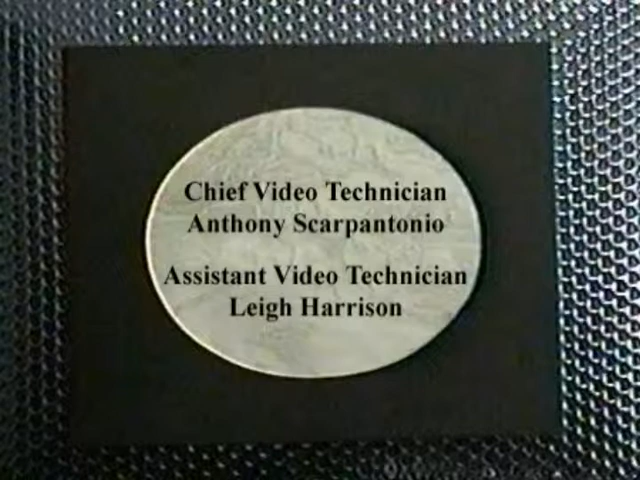 Chief Video Technician
Anthony Scarpantonio
Assistant Video Technician
Leigh Harrison